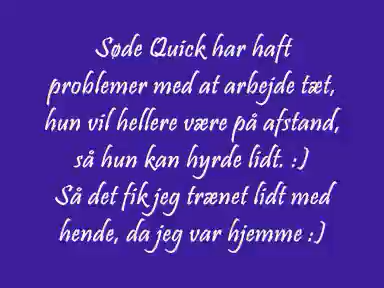 Søde Quick har haft
problemer med at arbejde tæt,
hun vil hellere være på afstand,
så hun kan hyrde lidt. :)
Så det fik jeg trænet lidt med
hende, da jeg var hjemme :)